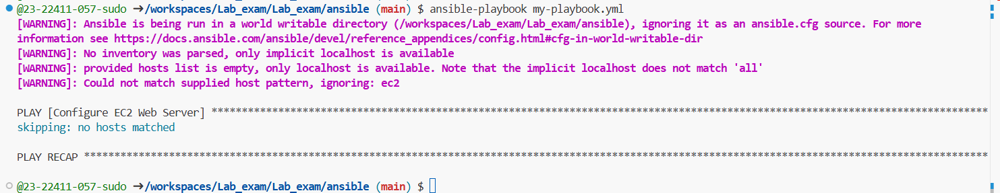 @23-22411-057-sudo →/workspaces/Lab_exam/Lab_exam/ansible (main) $ ansible-playbook my-playbook.yml
[WARNING]: Ansible is being run in a world writable directory (/workspaces/Lab_exam/Lab_exam/ansible), ignoring it as an ansible.cfg source. For more
information see https://docs.ansible.com/ansible/devel/reference_appendices/config.html#cfg-in-world-writable-dir
[WARNING]: No inventory was parsed, only implicit localhost is available
[WARNING]: provided hosts list is empty, only localhost is available. Note that the implicit localhost does not match 'all'
[WARNING]: Could not match supplied host pattern, ignoring: ec2
PLAY [Configure EC2 Web Server] ********************************************************************************************************************************
skipping: no hosts matched
PLAY RECAP *****************************************************************************************************************************************************
@23-22411-057-sudo →/workspaces/Lab_exam/Lab_exam/ansible (main) $